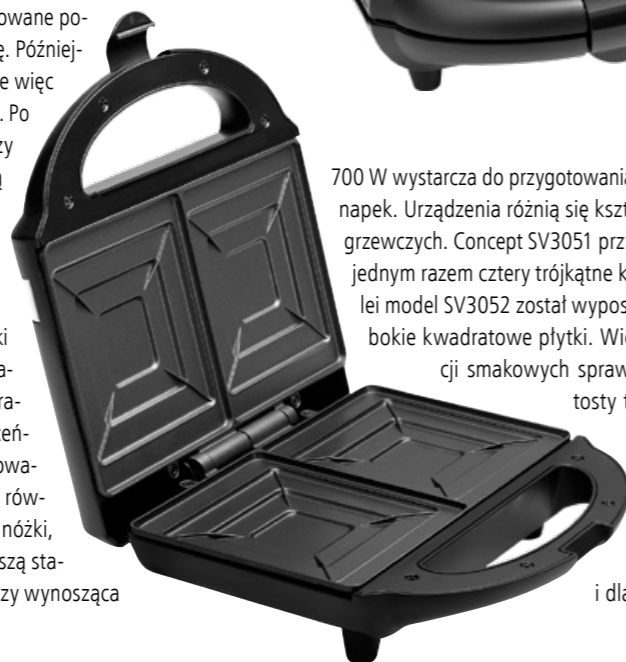 owane po-
ę. Później-
e więc
. Po
zy
ą
ki
a-
ra-
zeń-
owa-
rów-
nóżki,
szą sta-
zy wynosząca
700 W wystarcza do przygotowania
napek. Urządzenia różnią się kszt
grzewczych. Concept SV3051 prz
jednym razem cztery trójkątne k
lei model SV3052 został wypos
bokie kwadratowe płytki. Wi
cji smakowych spraw
tosty t
i dla